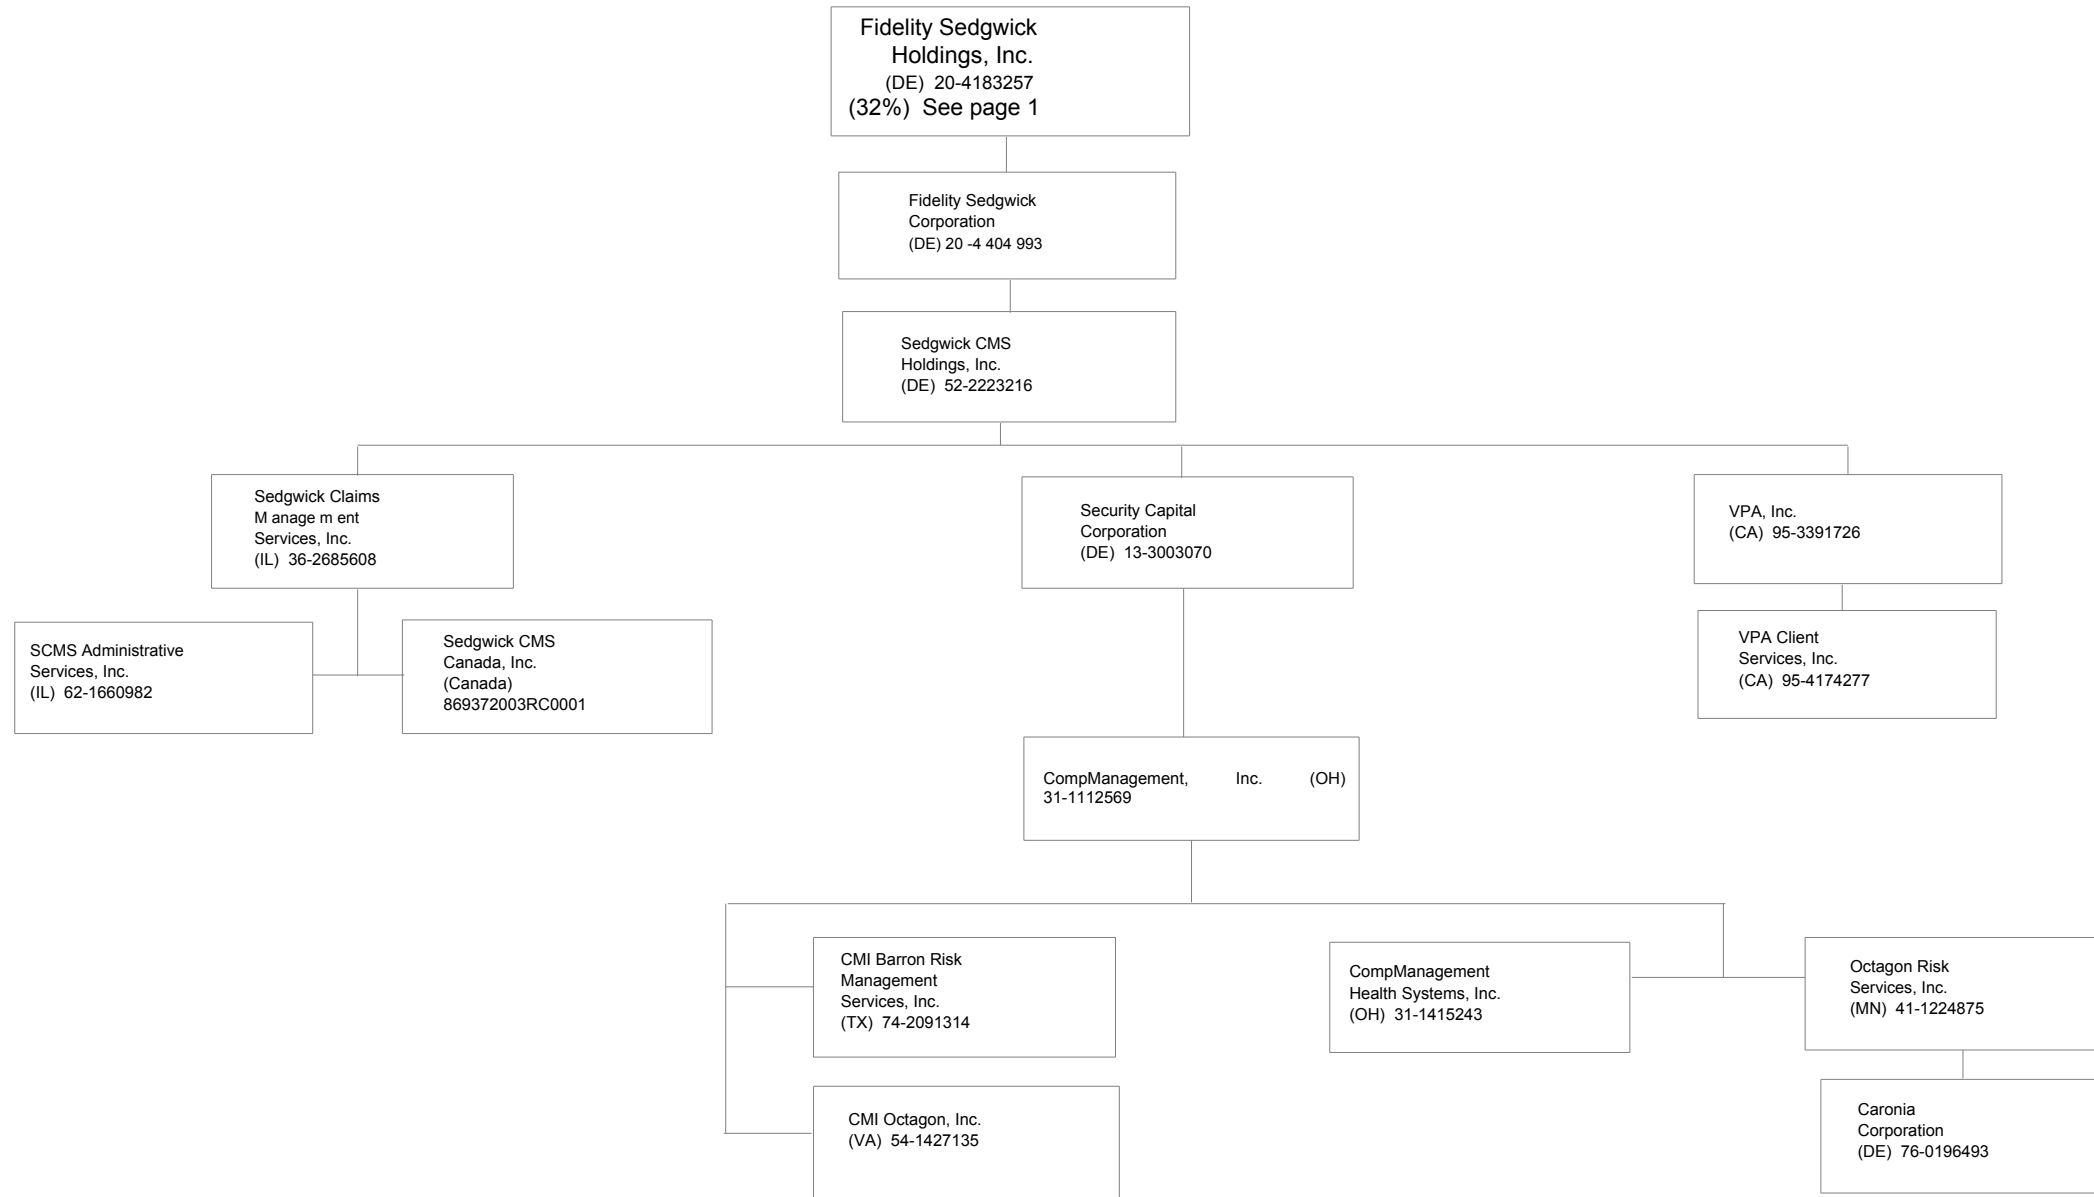 Fidelity Sedgwick
Holdings, Inc.
(DE) 20-4183257
(32%) See page 1
Fidelity Sedgwick
Corporation
(DE) 20 -4 404 993
Sedgwick CMS
Holdings, Inc.
(DE) 52-2223216
Sedgwick Claims
M anage m ent
Services, Inc.
(IL) 36-2685608
Security Capital
Corporation
(DE) 13-3003070
VPA, Inc.
(CA) 95-3391726
SCMS Administrative
Services, Inc.
(IL) 62-1660982
Sedgwick CMS
Canada, Inc.
(Canada)
869372003RC0001
VPA Client
Services, Inc.
(CA) 95-4174277
CompManagement, Inc. (OH)
31-1112569
CMI Barron Risk
Management
Services, Inc.
(TX) 74-2091314
CompManagement
Health Systems, Inc.
(OH) 31-1415243
Octagon Risk
Services, Inc.
(MN) 41-1224875
CMI Octagon, Inc.
(VA) 54-1427135
Caronia
Corporation
(DE) 76-0196493